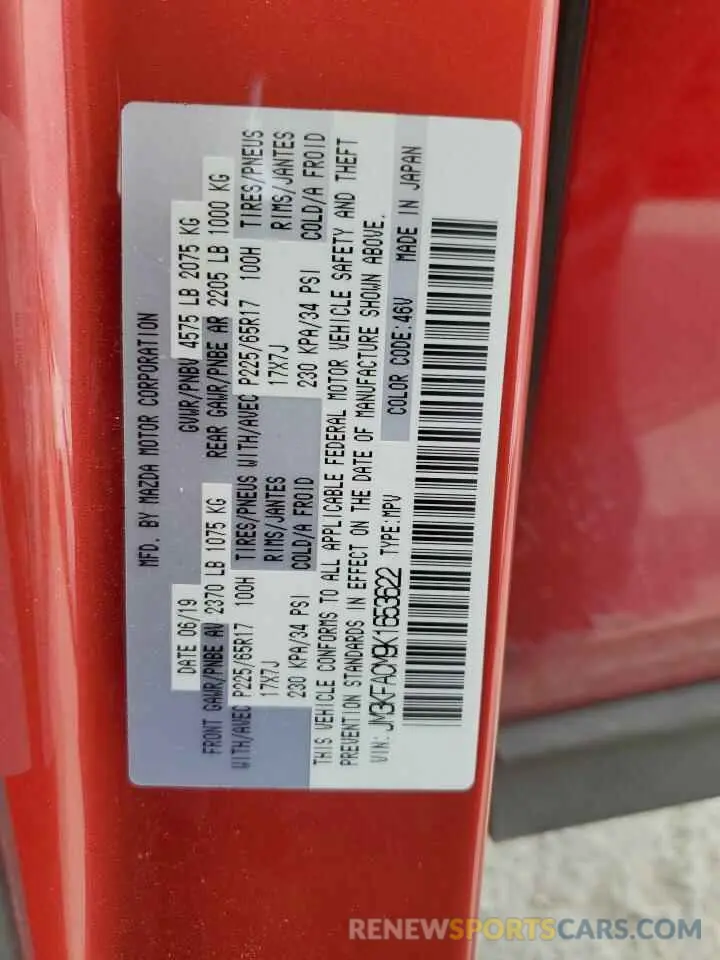 MFD. BY MAZDA MOTOR CORPORATION
DATE 06/19 GVWR/PNBV 4575 LB 2075 KG
FRONT GAWR/PNBE AV 2370 LB 1075 KG REAR GAWR/PNBE AR 2205 LB 1000 KG
WITH/AVEC P225/65R17 100H TIRES/PNEUS WITH/AVEC P225/65R17 100H TIRES/PNEUS
17X7J RIMS/JANTES 17X7J RIMS/JANTES
230 KPA/34 PSI COLD/A FROID 230 KPA/34 PSI COLD/A FROID
THIS VEHICLE CONFORMS TO ALL APPLICABLE FEDERAL MOTOR VEHICLE SAFETY AND THEFT
PREVENTION STANDARDS IN EFFECT ON THE DATE OF MANUFACTURE SHOWN ABOVE.
VIN: JM3KFACM9K1653622 TYPE:MPV COLOR CODE:46V MADE IN JAPAN
RENEWSPORTSCARS.COM